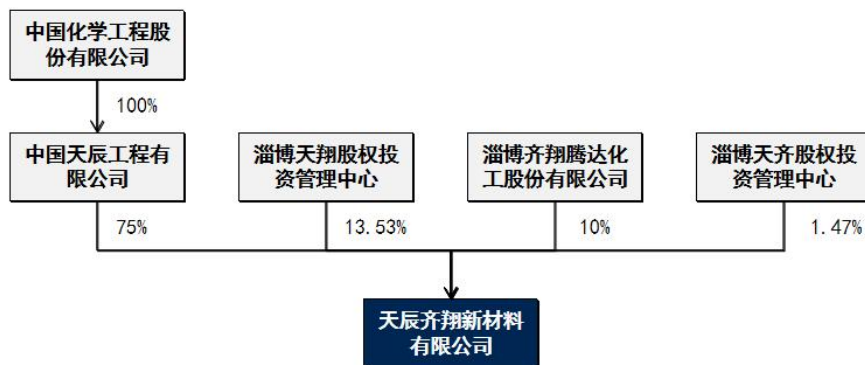 中国化学工程股
份有限公司
100%
中国天辰工程有
限公司
淄博天翔股权投
资管理中心
淄博齐翔腾达化
工股份有限公司
淄博天齐股权投
资管理中心
75%
13.53%
10%
1.47%
天辰齐翔新材料
有限公司